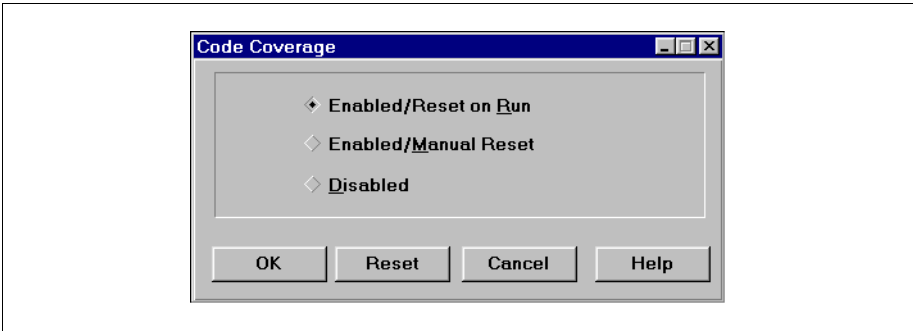 Code Coverage
Enabled/Reset on Run
Enabled/Manual Reset
Disabled
OK Reset Cancel Help